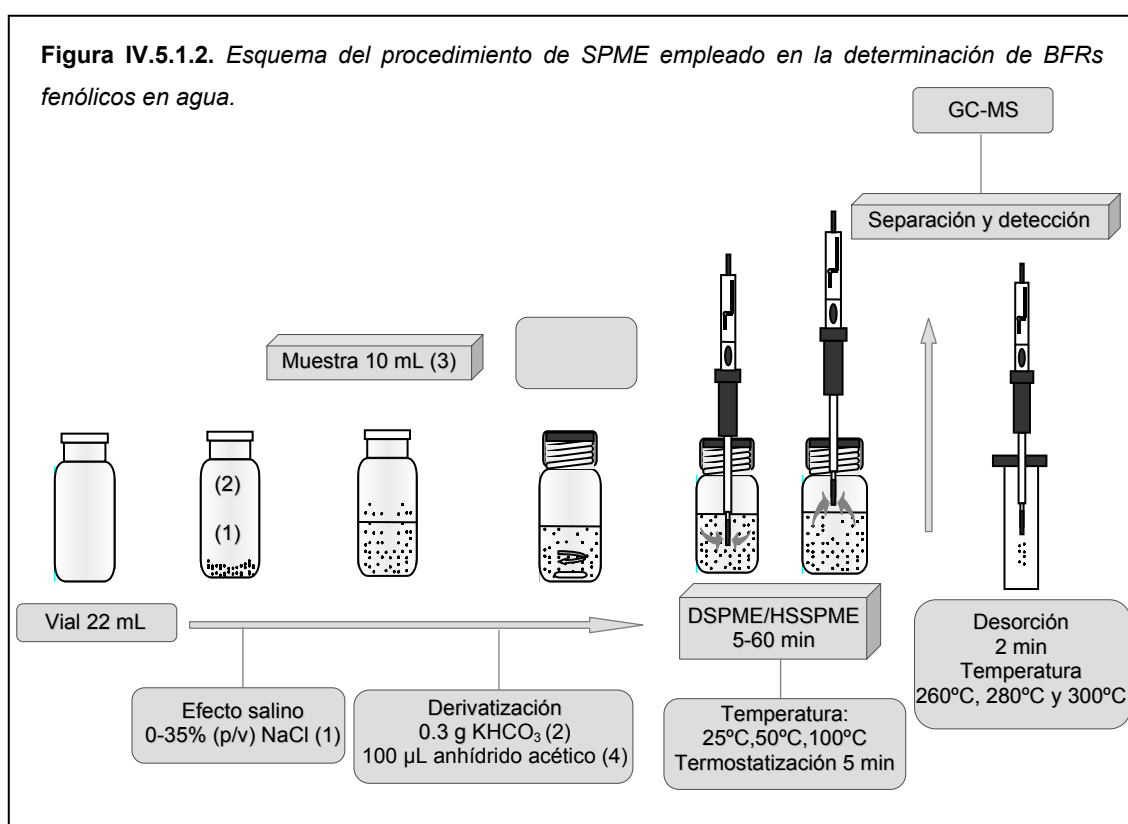 Figura IV.5.1.2. Esquema del procedimiento de SPME empleado en la determinación de BFRs
fenólicos en agua.
GC-MS
Separación y detección
Muestra 10 mL (3)
(2)
(1)
Vial 22 mL
Efecto salino
0-35% (p/v) NaCl (1)
Derivatización
0.3 g KHCO₃ (2)
100 µL anhídrido acético (4)
DSPME/HSSPME
5-60 min
Temperatura:
25ºC,50ºC,100ºC
Termostatización 5 min
Desorción
2 min
Temperatura
260ºC, 280ºC y 300ºC